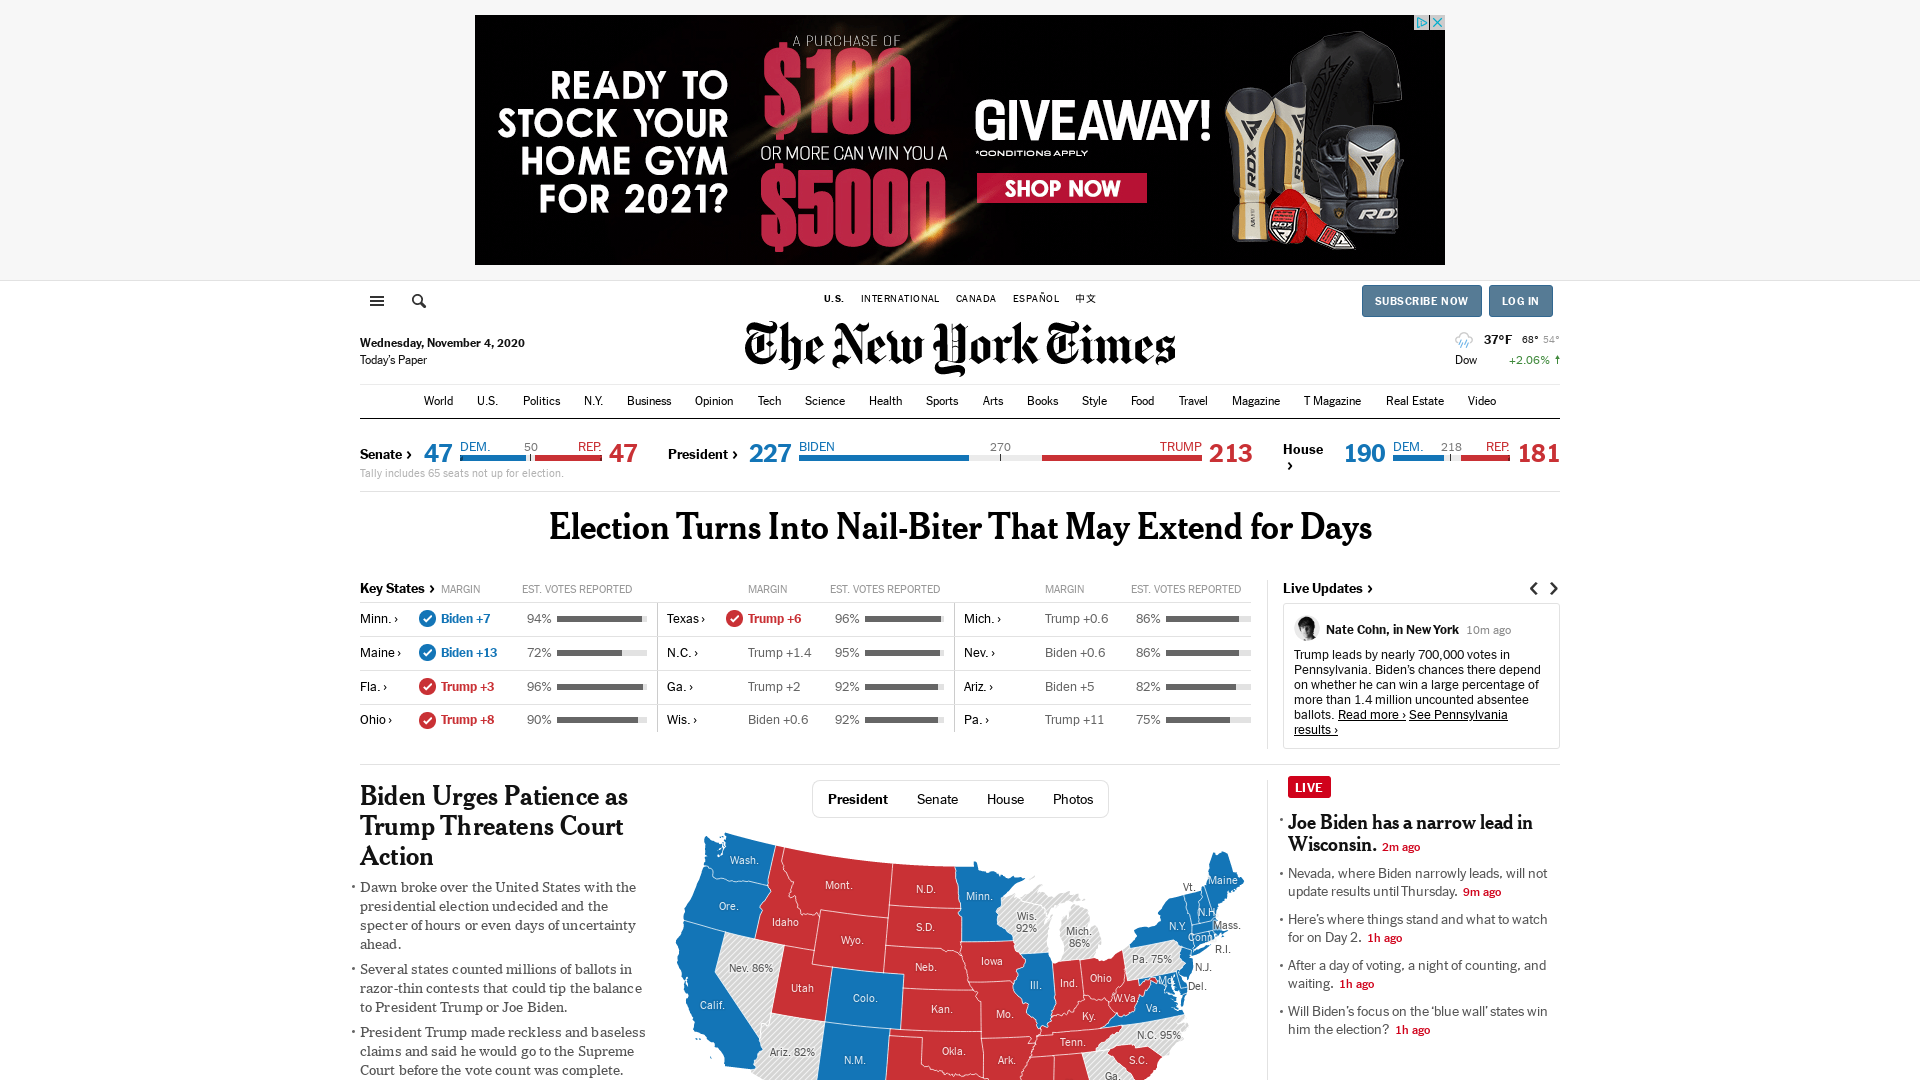 READY TO
STOCK YOUR
HOME GYM
FOR 2021?
A PURCHASE OF
$100
OR MORE CAN WIN YOU A
$5000
GIVEAWAY!
*CONDITIONS APPLY
SHOP NOW
RDX
RDX
RDX
U.S. INTERNATIONAL CANADA ESPAÑOL 中文
SUBSCRIBE NOW LOG IN
The New York Times
Wednesday, November 4, 2020
Today's Paper
37°F 68° 54°
Dow +2.06% ↑
World U.S. Politics N.Y. Business Opinion Tech Science Health Sports Arts Books Style Food Travel Magazine T Magazine Real Estate Video
Senate › 47 DEM. 50 REP. 47
Tally includes 65 seats not up for election.
President › 227 BIDEN 270 TRUMP 213
House › 190 DEM. 218 REP. 181
Election Turns Into Nail-Biter That May Extend for Days
Key States › MARGIN EST. VOTES REPORTED MARGIN EST. VOTES REPORTED MARGIN EST. VOTES REPORTED
Minn. › Biden +7 94% Texas › Trump +6 96% Mich. › Trump +0.6 86%
Maine › Biden +13 72% N.C. › Trump +1.4 95% Nev. › Biden +0.6 86%
Fla. › Trump +3 96% Ga. › Trump +2 92% Ariz. › Biden +5 82%
Ohio › Trump +8 90% Wis. › Biden +0.6 92% Pa. › Trump +11 75%
Live Updates ›
Nate Cohn, in New York 10m ago
Trump leads by nearly 700,000 votes in
Pennsylvania. Biden's chances there depend
on whether he can win a large percentage of
more than 1.4 million uncounted absentee
ballots. Read more › See Pennsylvania
results ›
Biden Urges Patience as
Trump Threatens Court
Action
• Dawn broke over the United States with the
presidential election undecided and the
specter of hours or even days of uncertainty
ahead.
• Several states counted millions of ballots in
razor-thin contests that could tip the balance
to President Trump or Joe Biden.
• President Trump made reckless and baseless
claims and said he would go to the Supreme
Court before the vote count was complete.
President Senate House Photos
Wash.
Mont.
N.D.
Minn.
Maine
Vt.
Ore.
Idaho
S.D.
Wis.
92%
Mich.
86%
N.H.
N.Y.
Mass.
Conn.
R.I.
Wyo.
Iowa
Pa. 75%
N.J.
Nev. 86%
Neb.
Utah
Ill.
Ind.
Ohio
Md.
Del.
Calif.
Colo.
Kan.
Mo.
W.Va.
Va.
Ky.
N.C. 95%
Ariz. 82%
N.M.
Okla.
Ark.
Tenn.
S.C.
Ga.
LIVE
• Joe Biden has a narrow lead in
Wisconsin. 2m ago
• Nevada, where Biden narrowly leads, will not
update results until Thursday. 9m ago
• Here's where things stand and what to watch
for on Day 2. 1h ago
• After a day of voting, a night of counting, and
waiting. 1h ago
• Will Biden's focus on the ‘blue wall’ states win
him the election? 1h ago